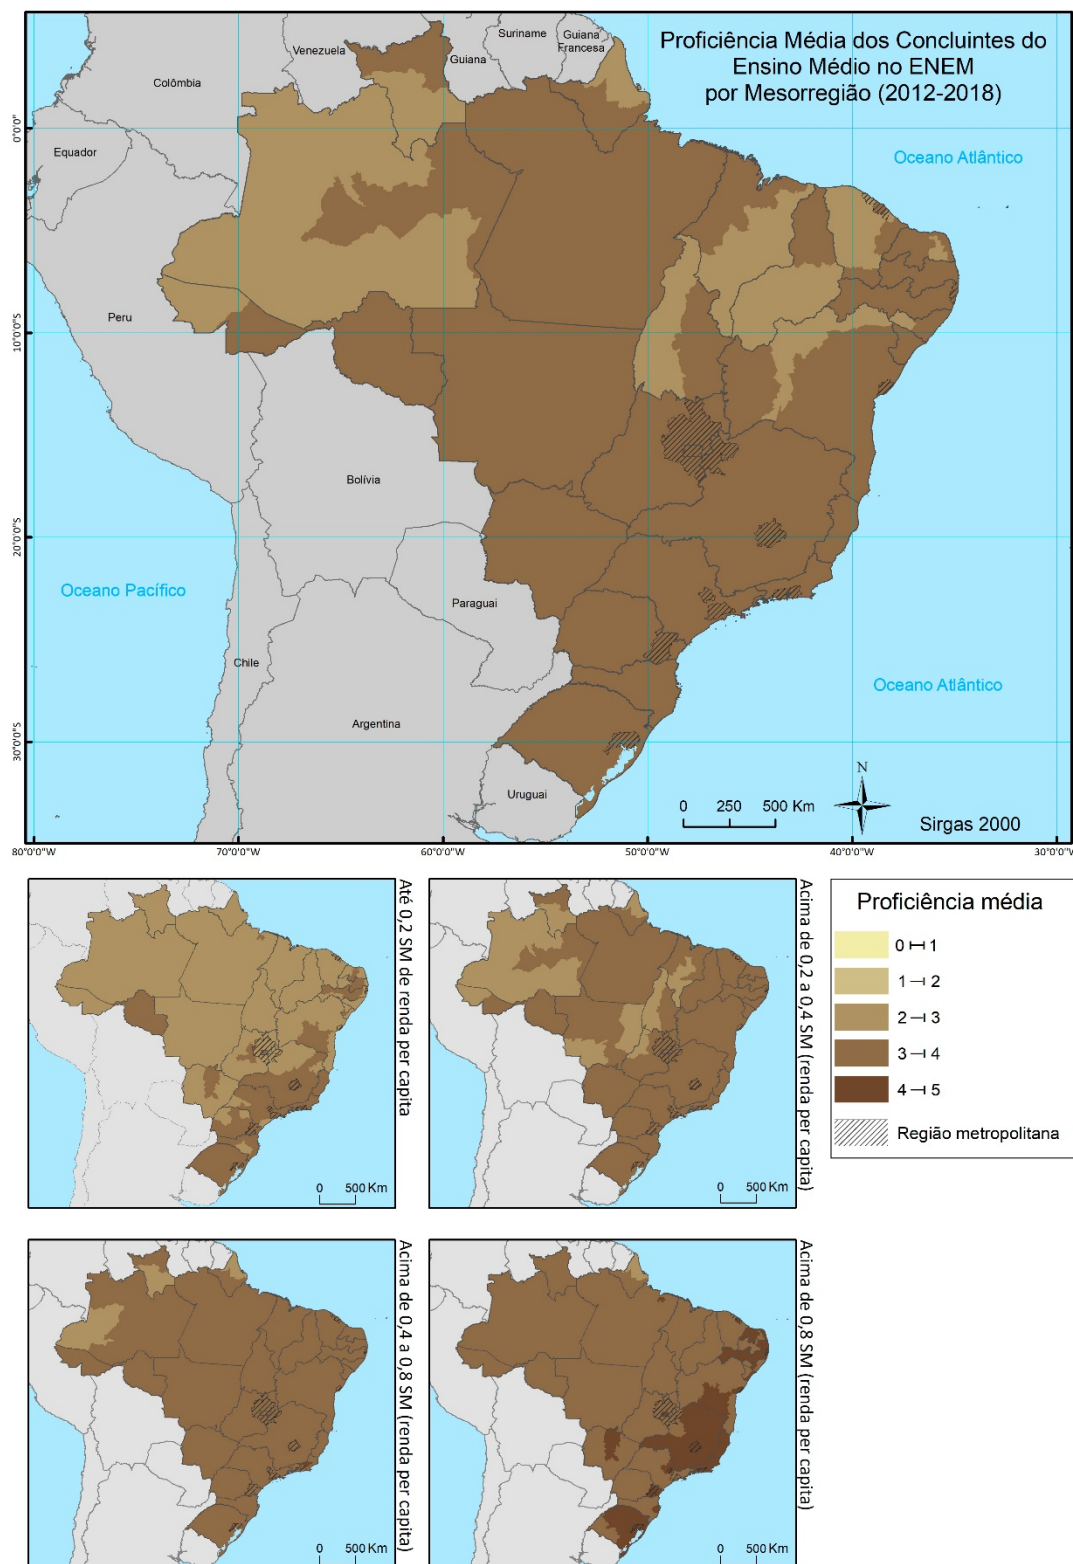 Proficiência Média dos Concluintes do
Ensino Médio no ENEM
por Mesorregião (2012-2018)
Venezuela
Suriname
Guiana
Francesa
Guiana
Colômbia
Equador
Oceano Atlântico
Peru
Bolívia
Oceano Pacífico
Paraguai
Chile
Oceano Atlântico
Argentina
Uruguai
N
0 250 500 Km
Sirgas 2000
0°0'0"
10°0'0"S
20°0'0"S
30°0'0"S
80°0'0"W
70°0'0"W
60°0'0"W
50°0'0"W
40°0'0"W
30°0'0"W
Até 0,2 SM de renda per capita
0 500 Km
Acima de 0,2 a 0,4 SM (renda per capita)
0 500 Km
Proficiência média
0 ⊢⊣ 1
1 ⊣ 2
2 ⊣ 3
3 ⊣ 4
4 ⊣ 5
Região metropolitana
Acima de 0,4 a 0,8 SM (renda per capita)
0 500 Km
Acima de 0,8 SM (renda per capita)
0 500 Km